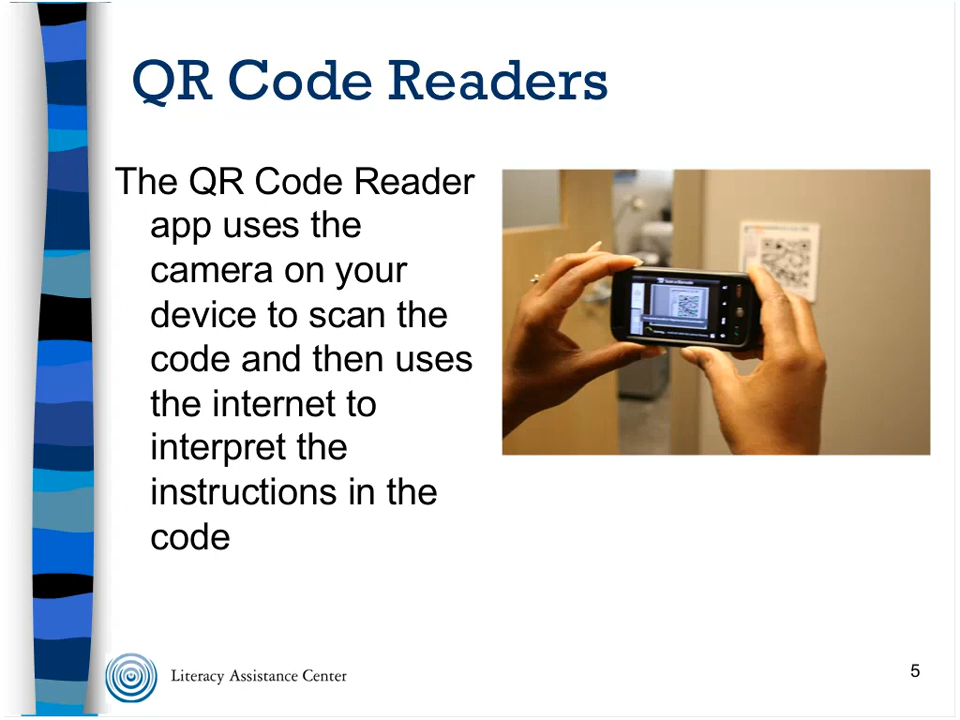 QR Code Readers
The QR Code Reader
app uses the
camera on your
device to scan the
code and then uses
the internet to
interpret the
instructions in the
code
Literacy Assistance Center
5